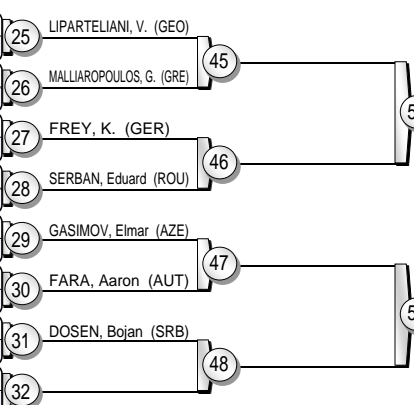 25 LIPARTELIANI, V. (GEO)
45
26 MALLIAROPOULOS, G. (GRE)
27 FREY, K. (GER)
46
28 SERBAN, Eduard (ROU)
29 GASIMOV, Elmar (AZE)
47
30 FARA, Aaron (AUT)
31 DOSEN, Bojan (SRB)
48
32